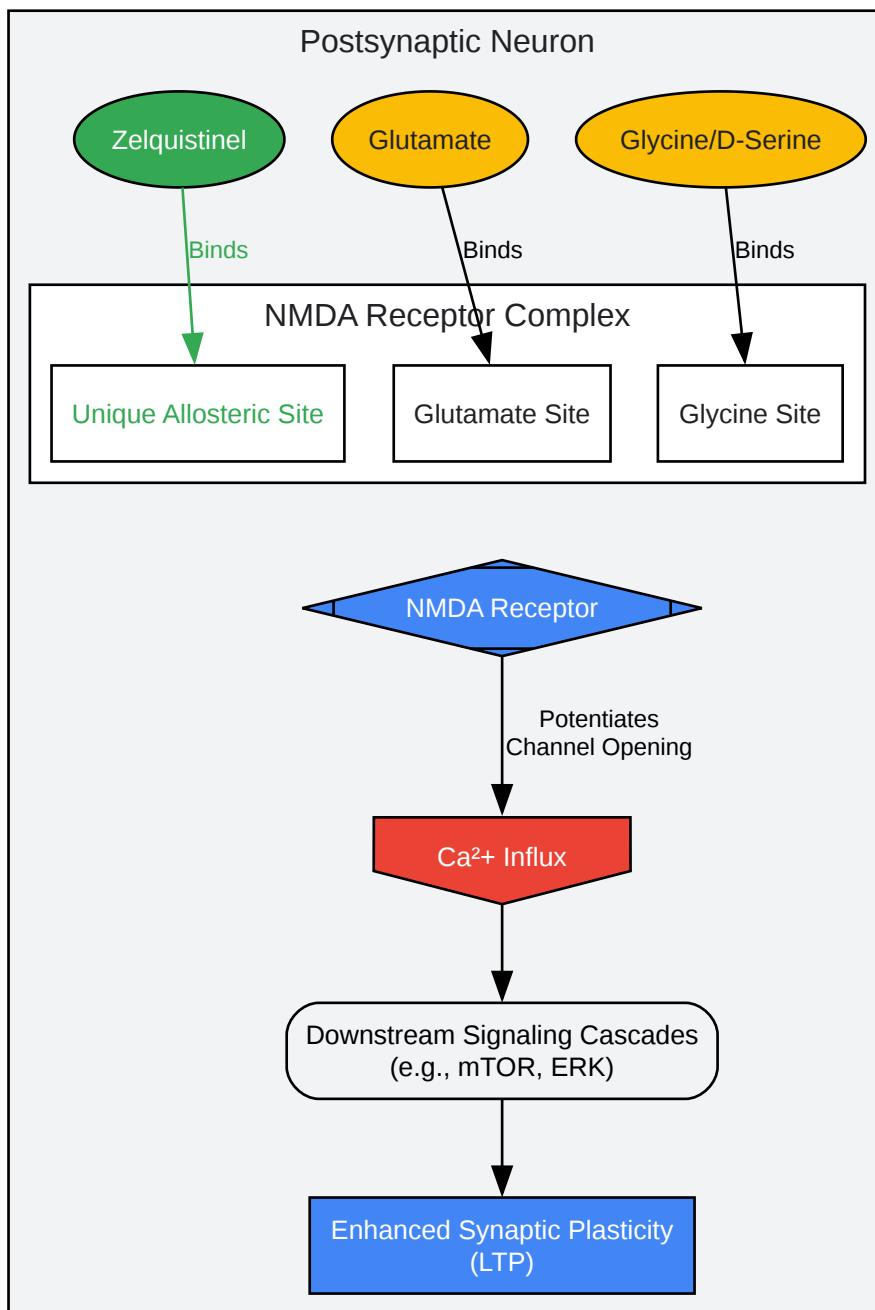 Postsynaptic Neuron
Zelquistinel
Glutamate
Glycine/D-Serine
Binds
Binds
Binds
NMDA Receptor Complex
Unique Allosteric Site
Glutamate Site
Glycine Site
NMDA Receptor
Potentiates
Channel Opening
Ca²+ Influx
Downstream Signaling Cascades
(e.g., mTOR, ERK)
Enhanced Synaptic Plasticity
(LTP)